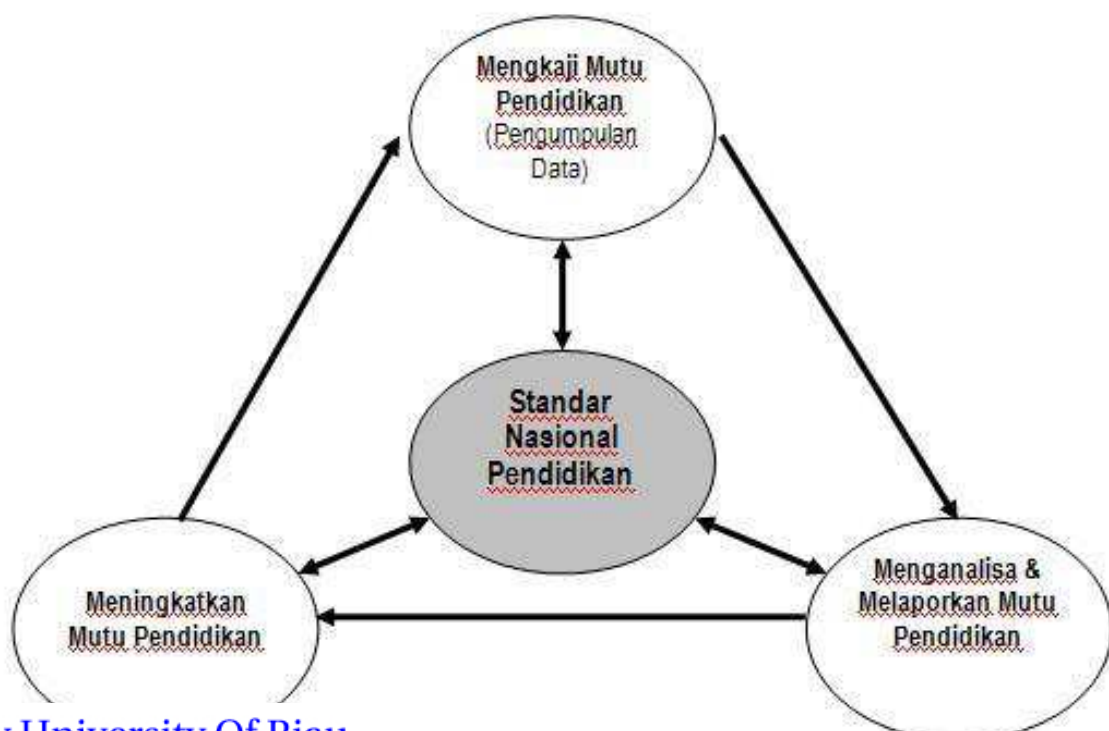 Mengkaji Mutu
Pendidikan
(Pengumpulan
Data)
Standar
Nasional
Pendidikan
Menganalisa &
Melaporkan Mutu
Pendidikan
Meningkatkan
Mutu Pendidikan
University Of Riau